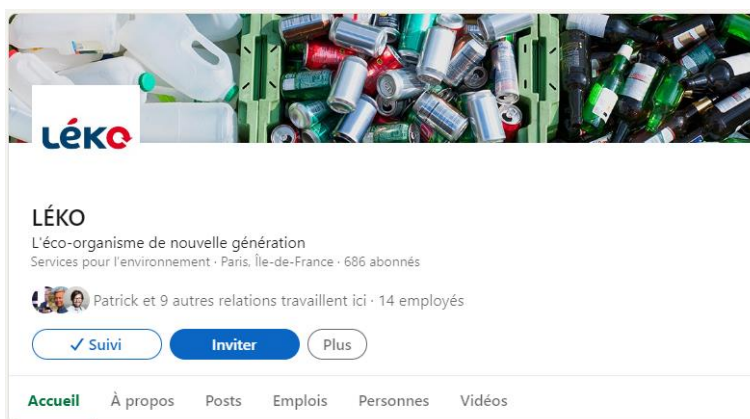 LéKO
LÉKO
L'éco-organisme de nouvelle génération
Services pour l'environnement · Paris, Île-de-France · 686 abonnés
Patrick et 9 autres relations travaillent ici · 14 employés
✓ Suivi Inviter Plus
Accueil À propos Posts Emplois Personnes Vidéos